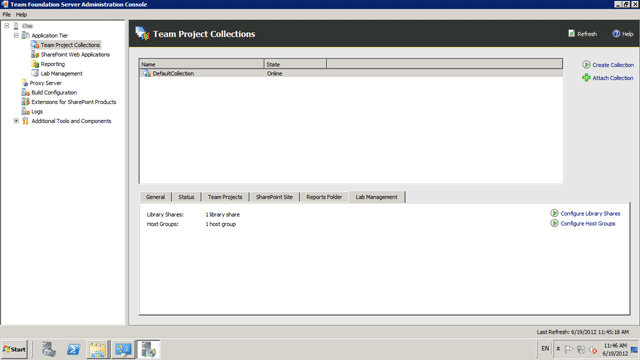 Team Foundation Server Administration Console
File Help
Application Tier
Team Project Collections
SharePoint Web Applications
Reporting
Lab Management
Proxy Server
Build Configuration
Extensions for SharePoint Products
Logs
Additional Tools and Components
Team Project Collections
Refresh
Help
Name State
DefaultCollection Online
Create Collection
Attach Collection
General Status Team Projects SharePoint Site Reports Folder Lab Management
Library Shares: 1 library share
Host Groups: 1 host group
Configure Library Shares
Configure Host Groups
Last Refresh: 6/19/2012 11:45:18 AM
Start
EN
11:46 AM
6/19/2012